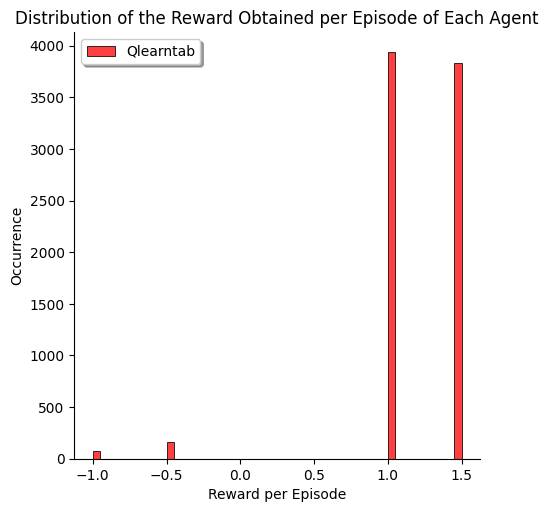 Distribution of the Reward Obtained per Episode of Each Agent
Qlearntab
4000
3500
3000
2500
2000
1500
1000
500
0
Occurrence
−1.0 −0.5 0.0 0.5 1.0 1.5
Reward per Episode